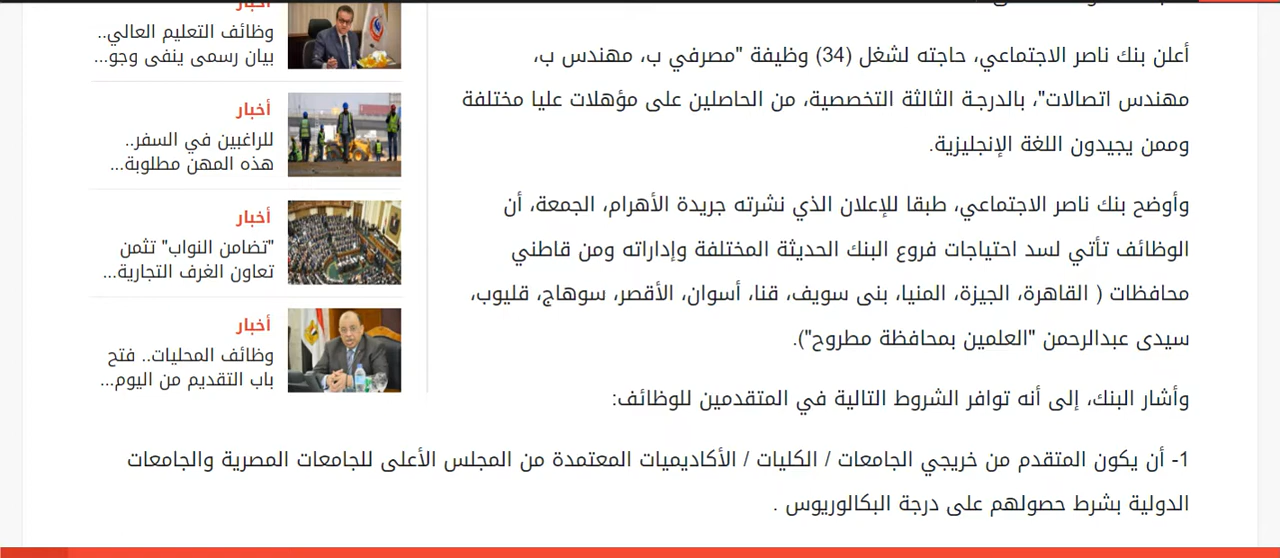 أعلن بنك ناصر الاجتماعي، حاجته لشغل (34) وظيفة "مصرفي ب، مهندس ب،
مهندس اتصالات"، بالدرجة الثالثة التخصصية، من الحاصلين على مؤهلات عليا مختلفة
وممن يجيدون اللغة الإنجليزية.
وأوضح بنك ناصر الاجتماعي، طبقا للإعلان الذي نشرته جريدة الأهرام، الجمعة، أن
الوظائف تأتي لسد احتياجات فروع البنك الحديثة المختلفة وإداراته ومن قاطني
محافظات ( القاهرة، الجيزة، المنيا، بنى سويف، قنا، أسوان، الأقصر، سوهاج، قليوب،
سيدى عبدالرحمن "العلمين بمحافظة مطروح").
وأشار البنك، إلى أنه توافر الشروط التالية في المتقدمين للوظائف:
1- أن يكون المتقدم من خريجي الجامعات / الكليات / الأكاديميات المعتمدة من المجلس الأعلى للجامعات المصرية والجامعات
الدولية بشرط حصولهم على درجة البكالوريوس .
أخبار
وظائف التعليم العالي..
بيان رسمى ينفى وجو...
أخبار
للراغبين في السفر..
هذه المهن مطلوبة...
أخبار
"تضامن النواب" تثمن
تعاون الغرف التجارية...
أخبار
وظائف المحليات.. فتح
باب التقديم من اليوم...